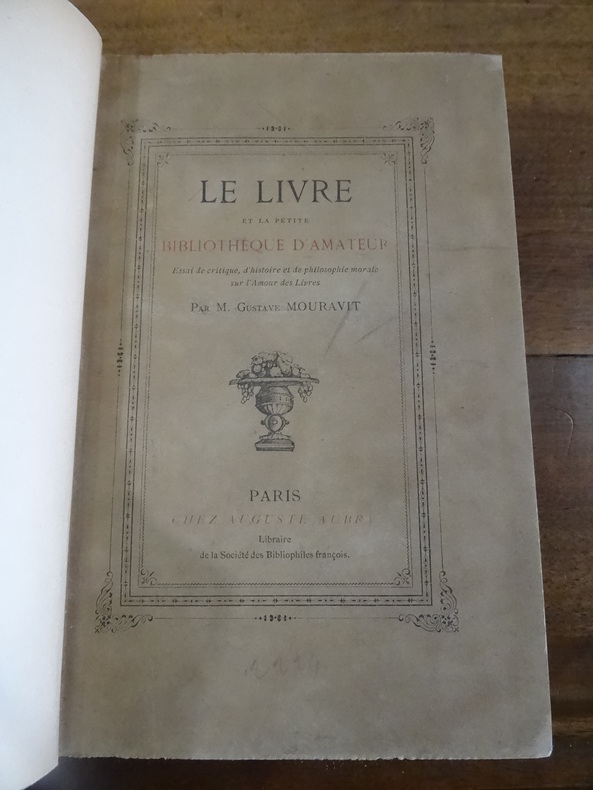 LE LIVRE
ET LA PETITE
BIBLIOTHÈQUE D'AMATEUR
Essai de critique, d'histoire et de philosophie morale
sur l'Amour des Livres
PAR M. GUSTAVE MOURAVIT
PARIS
CHEZ AUGUSTE AUBRY
Libraire
de la Société des Bibliophiles françois.